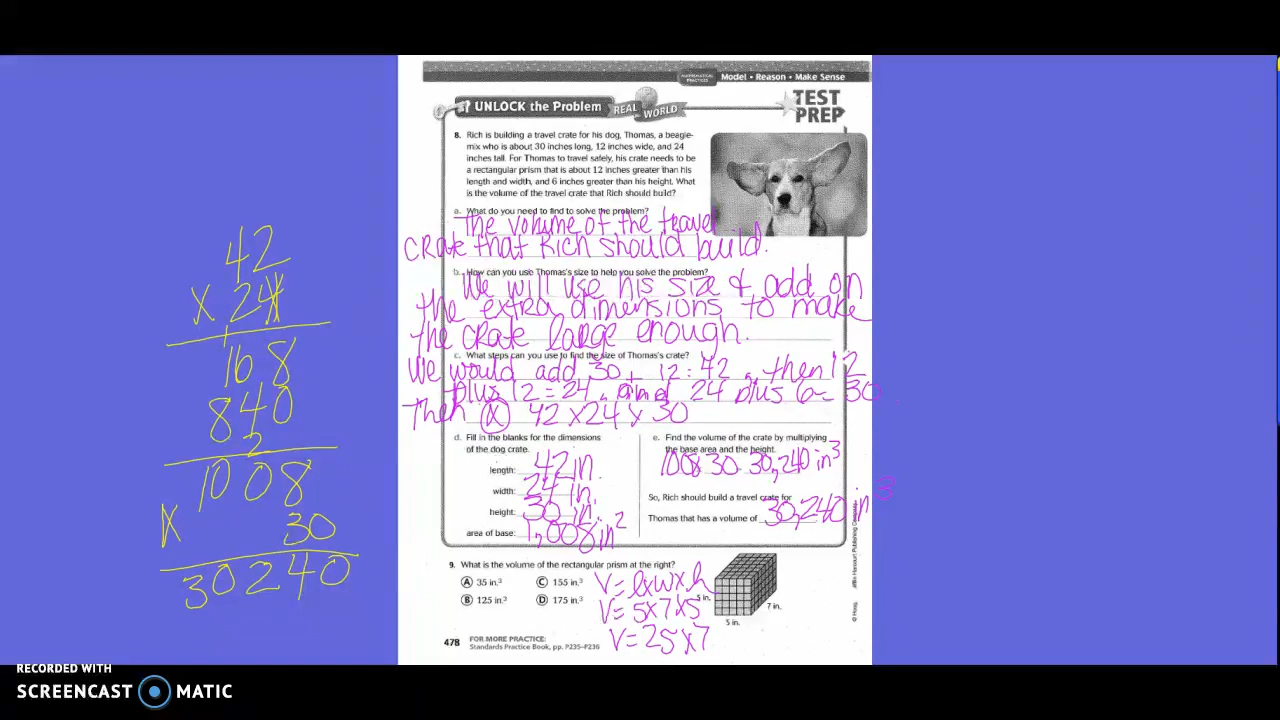 MATHEMATICAL PRACTICES Model • Reason • Make Sense
UNLOCK the Problem REAL WORLD
TEST PREP
8. Rich is building a travel crate for his dog, Thomas, a beagle-
mix who is about 30 inches long, 12 inches wide, and 24
inches tall. For Thomas to travel safely, his crate needs to be
a rectangular prism that is about 12 inches greater than his
length and width, and 6 inches greater than his height. What
is the volume of the travel crate that Rich should build?
a. What do you need to find to solve the problem?
The volume of the travel
crate that Rich should build.
b. How can you use Thomas's size to help you solve the problem?
We will use his size & add on
the extra dimensions to make
the crate large enough.
c. What steps can you use to find the size of Thomas's crate?
We would add 30 + 12 = 42, then 12
plus 12 = 24, and 24 plus 6 = 30.
then (x) 42 x 24 x 30
d. Fill in the blanks for the dimensions
of the dog crate.
length: 42 in.
width: 24 in.
height: 30 in.
area of base: 1,008 in²
e. Find the volume of the crate by multiplying
the base area and the height.
1008 30 30,240 in³
So, Rich should build a travel crate for
Thomas that has a volume of 30,240 in³
9. What is the volume of the rectangular prism at the right?
A 35 in.³
B 125 in.³
C 155 in.³
D 175 in.³
V = l x w x h
V = 5 x 7 x 5
V = 25 x 7
5 in.
7 in.
5 in.
478
FOR MORE PRACTICE:
Standards Practice Book, pp. P235–P236
42
x 24
1
168
840
2
1008
x 30
30240
RECORDED WITH
SCREENCAST MATIC